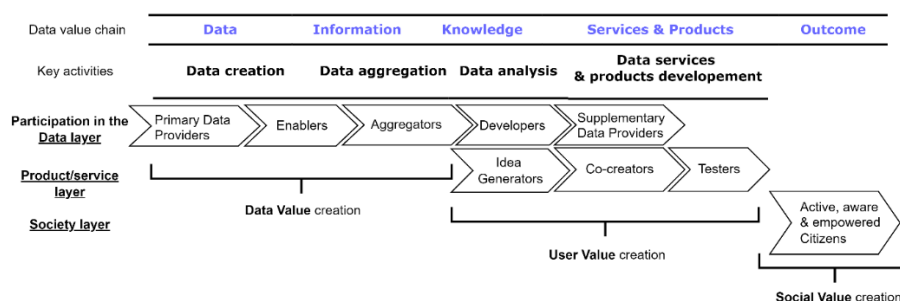 Data value chain Data Information Knowledge Services & Products Outcome
Key activities Data creation Data aggregation Data analysis Data services
& products developement
Participation in the
Data layer
Primary Data
Providers
Enablers
Aggregators
Developers
Supplementary
Data Providers
Product/service
layer
Idea
Generators
Co-creators
Testers
Data Value creation
Society layer
Active, aware
& empowered
Citizens
User Value creation
Social Value creation